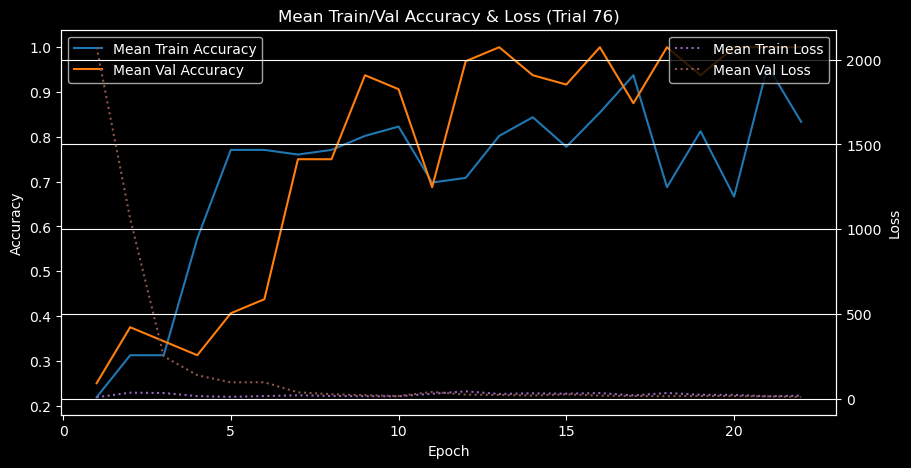 Mean Train/Val Accuracy & Loss (Trial 76)
Mean Train Accuracy
Mean Val Accuracy
Mean Train Loss
Mean Val Loss
1.0
0.9
0.8
0.7
0.6
0.5
0.4
0.3
0.2
Accuracy
2000
1500
1000
500
0
Loss
0
5
10
15
20
Epoch